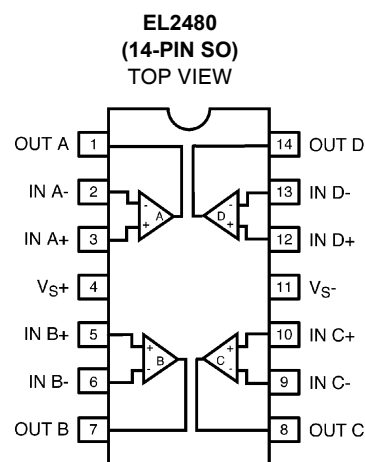 EL2480
(14-PIN SO)
TOP VIEW
OUT A 1 14 OUT D
IN A- 2 - A + - D + 13 IN D-
IN A+ 3 12 IN D+
VS+ 4 11 VS-
IN B+ 5 + B - + C - 10 IN C+
IN B- 6 9 IN C-
OUT B 7 8 OUT C